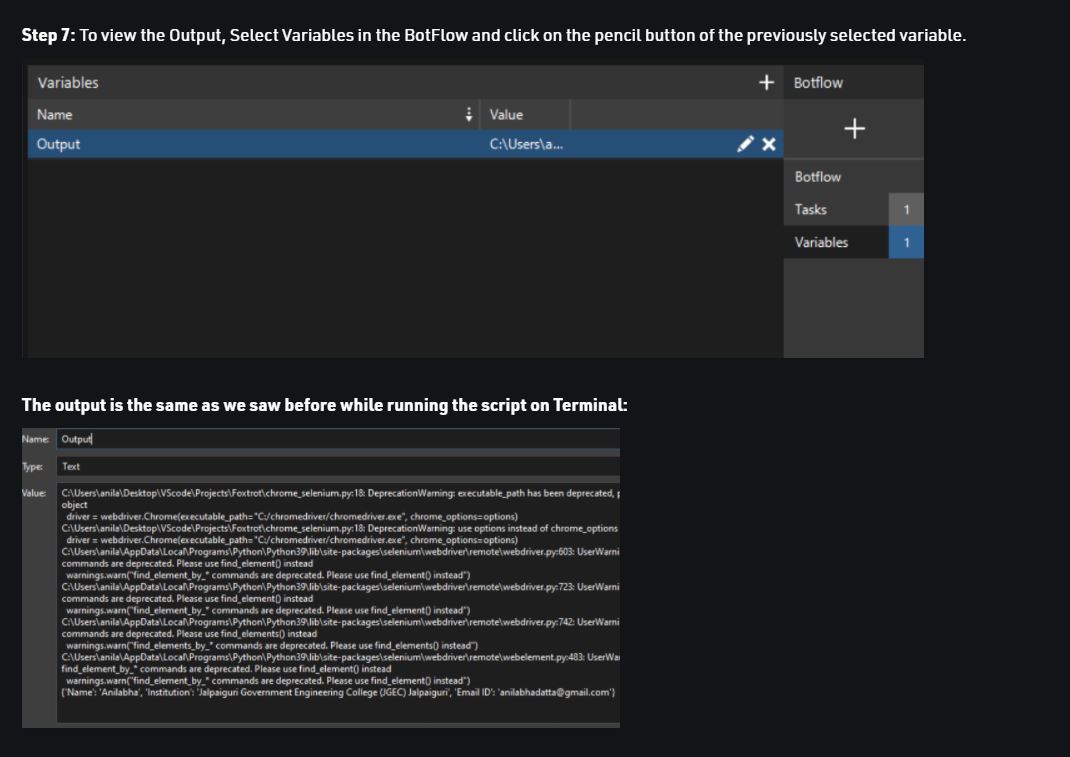 Step 7: To view the Output, Select Variables in the BotFlow and click on the pencil button of the previously selected variable.
Variables
Botflow
Name
Value
Output
C:\Users\a...
Botflow
Tasks
1
Variables
1
The output is the same as we saw before while running the script on Terminal:
Name:
Output
Type:
Text
Value:
C:\Users\anila\Desktop\VScode\Projects\Foxtrot\chrome_selenium.py:18: DeprecationWarning: executable_path has been deprecated, p
object
driver = webdriver.Chrome(executable_path="C:/chromedriver/chromedriver.exe", chrome_options=options)
C:\Users\anila\Desktop\VScode\Projects\Foxtrot\chrome_selenium.py:18: DeprecationWarning: use options instead of chrome_options
driver = webdriver.Chrome(executable_path="C:/chromedriver/chromedriver.exe", chrome_options=options)
C:\Users\anila\AppData\Local\Programs\Python\Python39\lib\site-packages\selenium\webdriver\remote\webdriver.py:603: UserWarni
commands are deprecated. Please use find_element() instead
warnings.warn("find_element_by_* commands are deprecated. Please use find_element() instead")
C:\Users\anila\AppData\Local\Programs\Python\Python39\lib\site-packages\selenium\webdriver\remote\webdriver.py:723: UserWarni
commands are deprecated. Please use find_element() instead
warnings.warn("find_element_by_* commands are deprecated. Please use find_element() instead")
C:\Users\anila\AppData\Local\Programs\Python\Python39\lib\site-packages\selenium\webdriver\remote\webdriver.py:742: UserWarni
commands are deprecated. Please use find_elements() instead
warnings.warn("find_elements_by_* commands are deprecated. Please use find_elements() instead")
C:\Users\anila\AppData\Local\Programs\Python\Python39\lib\site-packages\selenium\webdriver\remote\webelement.py:483: UserWa
find_element_by_* commands are deprecated. Please use find_element() instead
warnings.warn("find_element_by_* commands are deprecated. Please use find_element() instead")
{'Name': 'Anilabha', 'Institution': 'Jalpaiguri Government Engineering College (JGEC) Jalpaiguri', 'Email ID': 'anilabhadatta@gmail.com'}